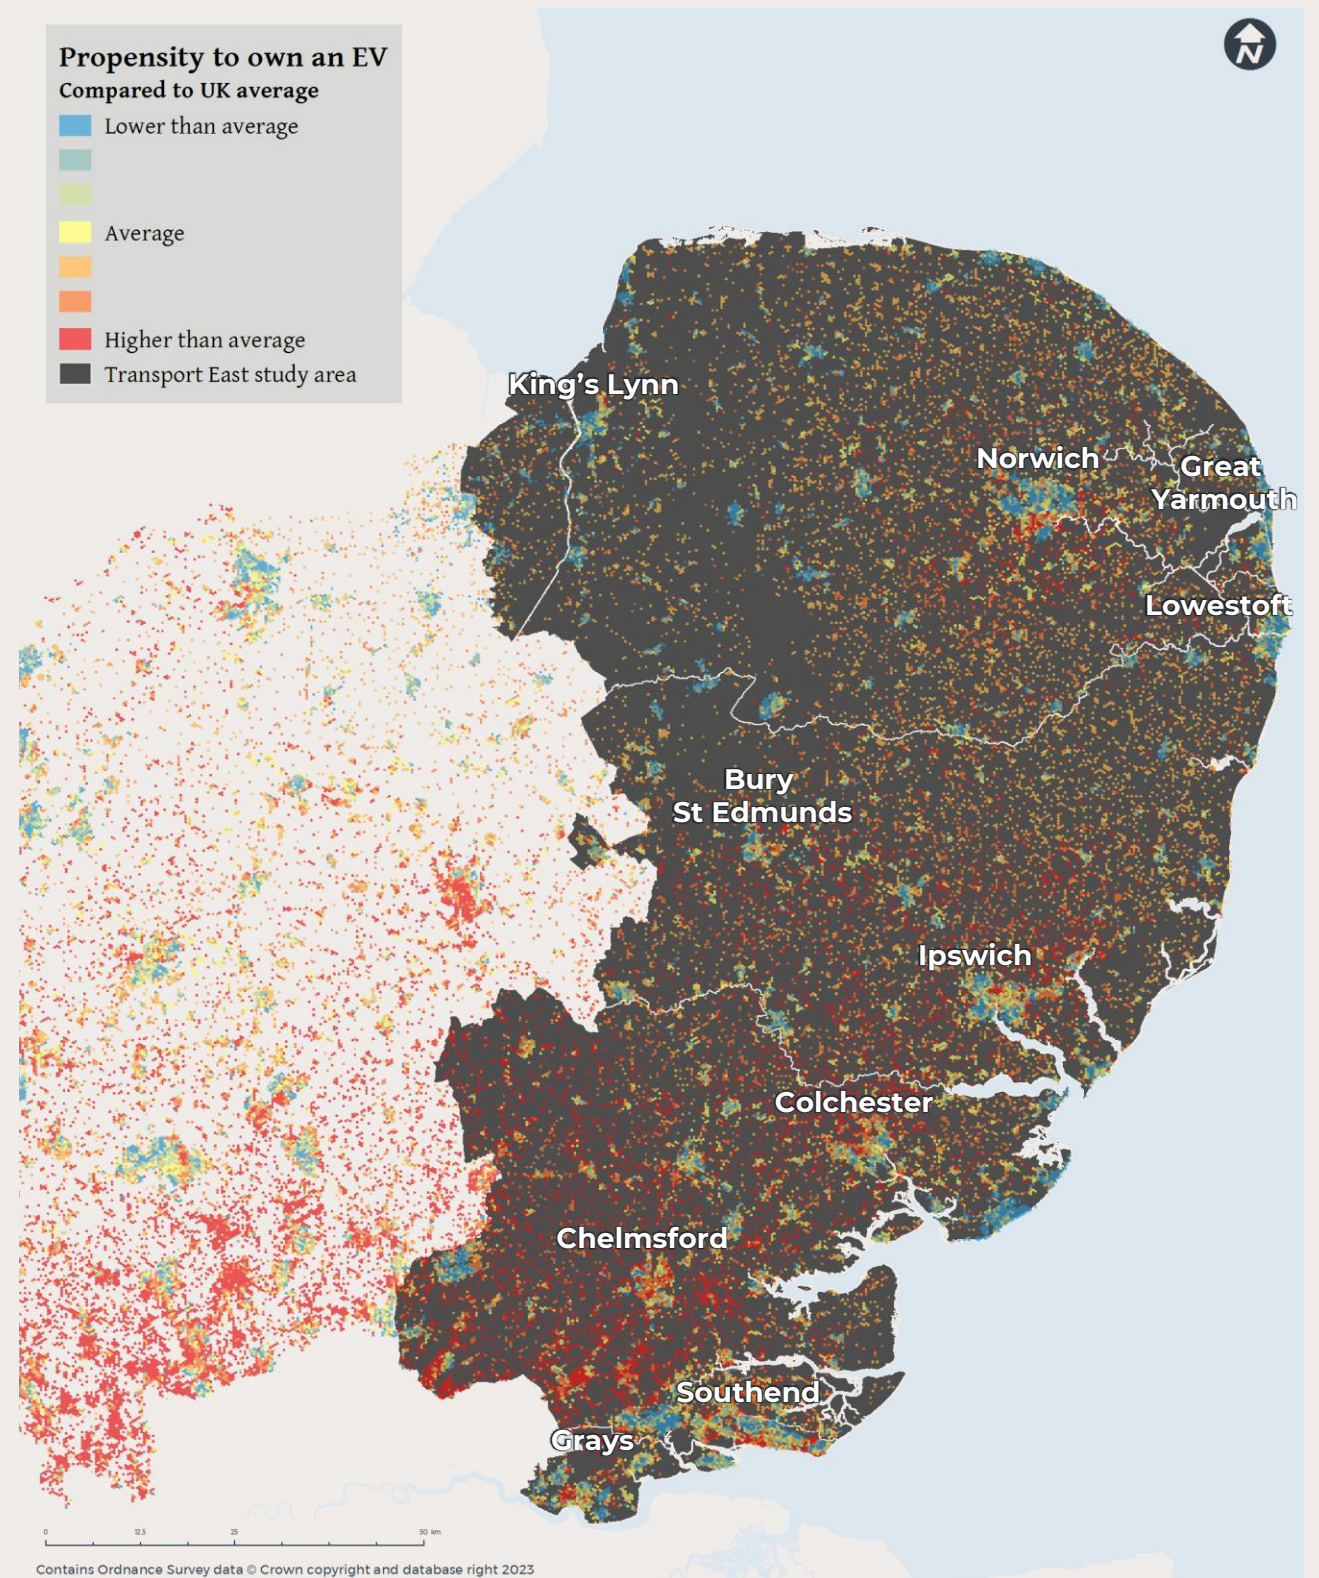 Propensity to own an EV
Compared to UK average
Lower than average
Average
Higher than average
Transport East study area
N
King's Lynn
Norwich
Great
Yarmouth
Lowestoft
Bury
St Edmunds
Ipswich
Colchester
Chelmsford
Southend
Grays
0 12.5 25 50 km
Contains Ordnance Survey data © Crown copyright and database right 2023